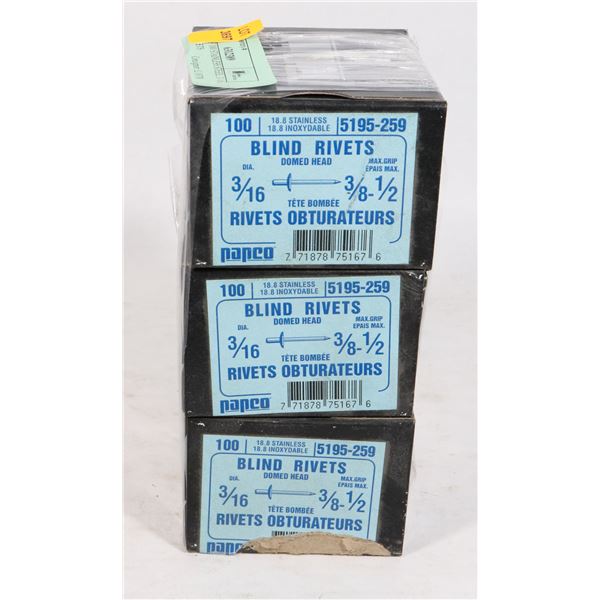 100 18.8 STAINLESS 5195-259
18.8 INOXYDABLE
BLIND RIVETS
DOMED HEAD
DIA. MAX.GRIP
EPAIS MAX.
3/16 3/8-1/2
TÊTE BOMBÉE
RIVETS OBTURATEURS
papco
7 71878 75167 6
100 18.8 STAINLESS 5195-259
18.8 INOXYDABLE
BLIND RIVETS
DOMED HEAD
DIA. MAX.GRIP
EPAIS MAX.
3/16 3/8-1/2
TÊTE BOMBÉE
RIVETS OBTURATEURS
papco
7 71878 75167 6
100 18.8 STAINLESS 5195-259
18.8 INOXYDABLE
BLIND RIVETS
DOMED HEAD
DIA. MAX.GRIP
EPAIS MAX.
3/16 3/8-1/2
TÊTE BOMBÉE
RIVETS OBTURATEURS
papco